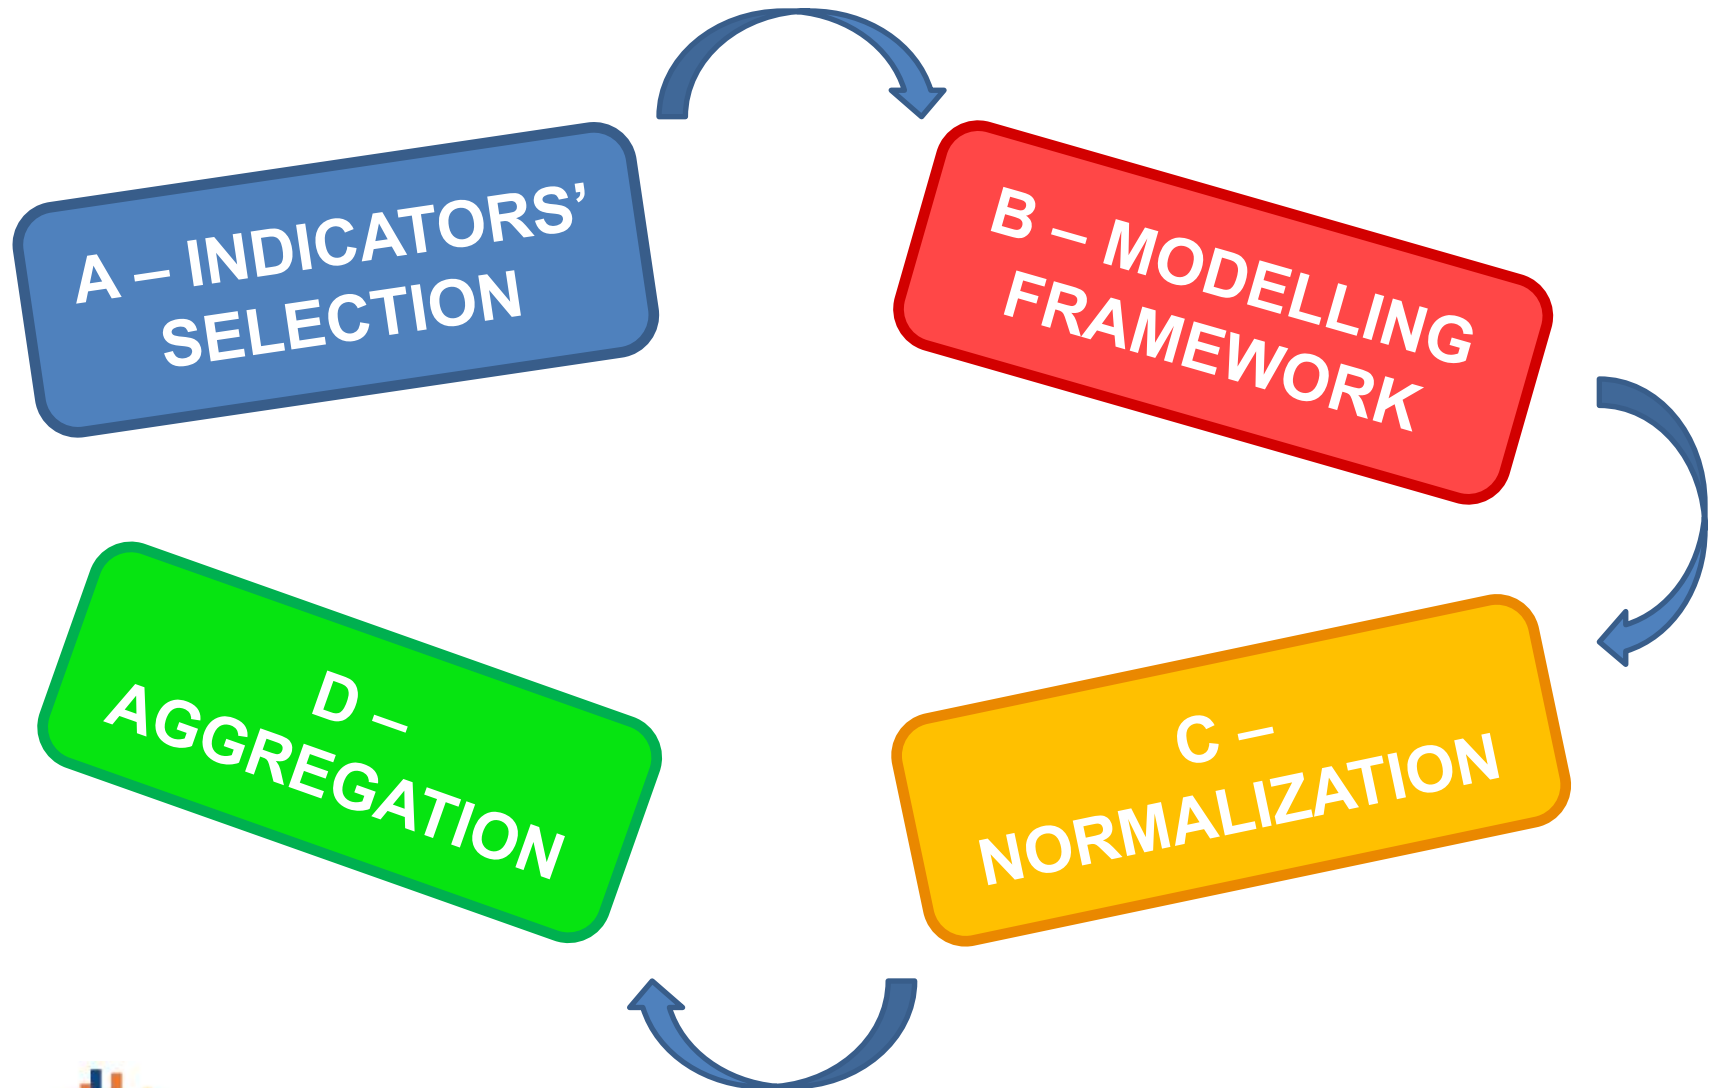 A – INDICATORS’
SELECTION
B – MODELLING
FRAMEWORK
C –
NORMALIZATION
D –
AGGREGATION